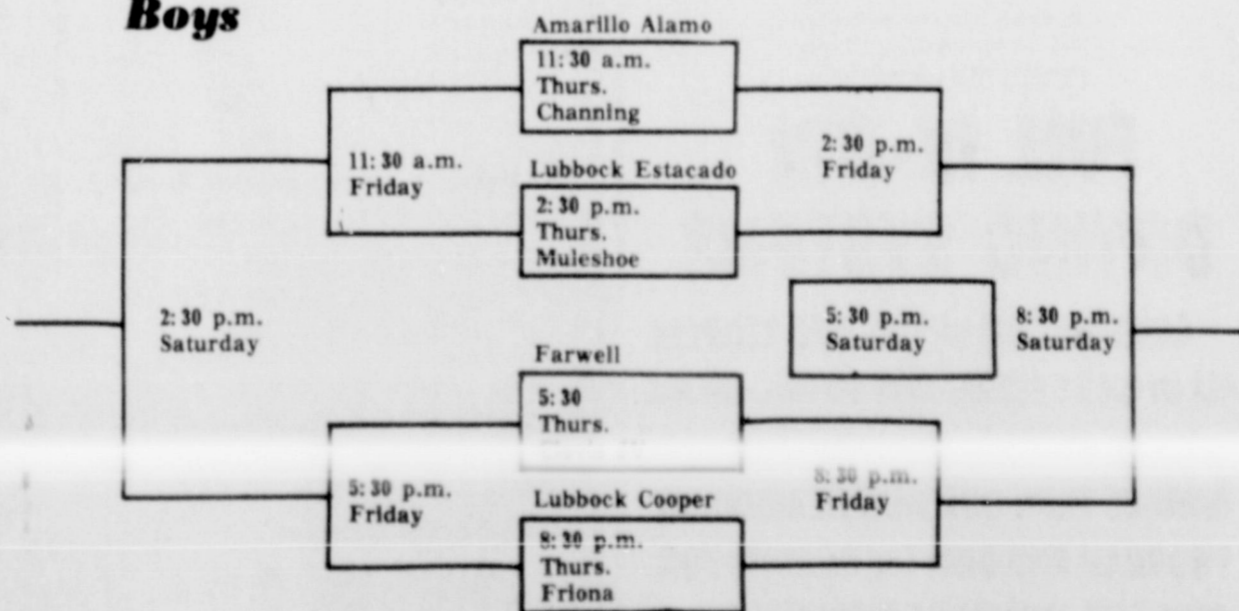 Boys
Amarillo Alamo
11:30 a.m.
Thurs.
Channing
11:30 a.m.
Friday
2:30 p.m.
Friday
Lubbock Estacado
2:30 p.m.
Thurs.
Muleshoe
2:30 p.m.
Saturday
5:30 p.m.
Saturday
8:30 p.m.
Saturday
Farwell
5:30
Thurs.
5:30 p.m.
Friday
8:30 p.m.
Friday
Lubbock Cooper
8:30 p.m.
Thurs.
Friona